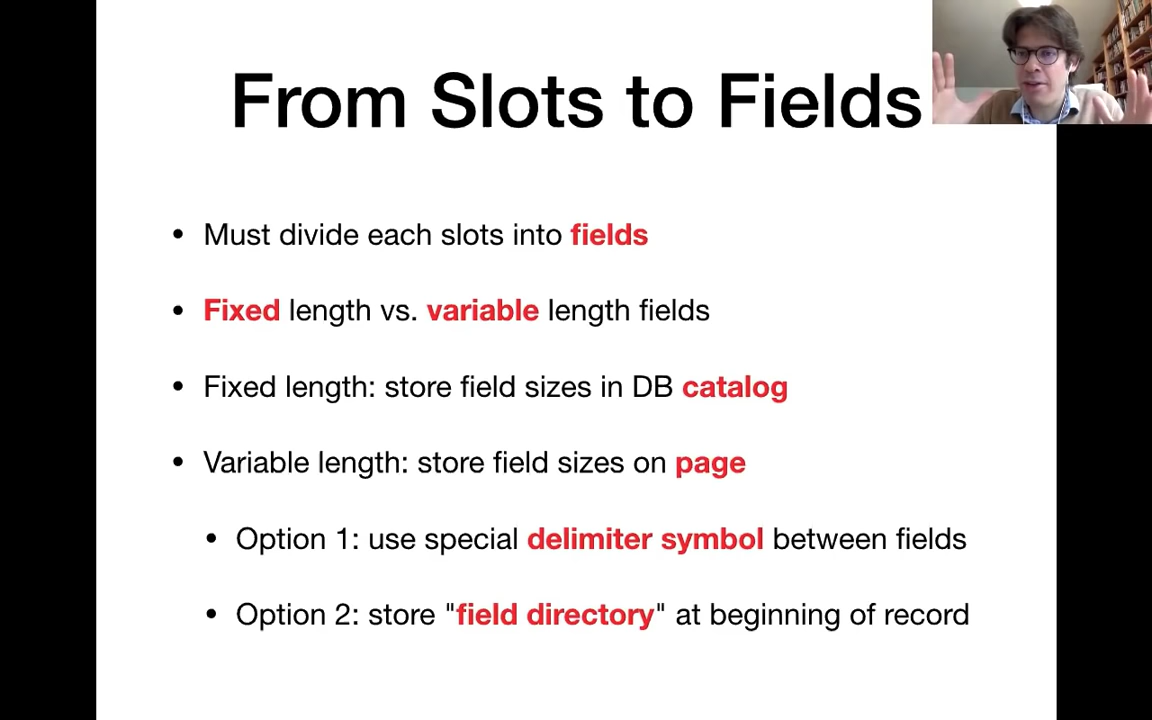 From Slots to Fields
• Must divide each slots into fields
• Fixed length vs. variable length fields
• Fixed length: store field sizes in DB catalog
• Variable length: store field sizes on page
• Option 1: use special delimiter symbol between fields
• Option 2: store "field directory" at beginning of record